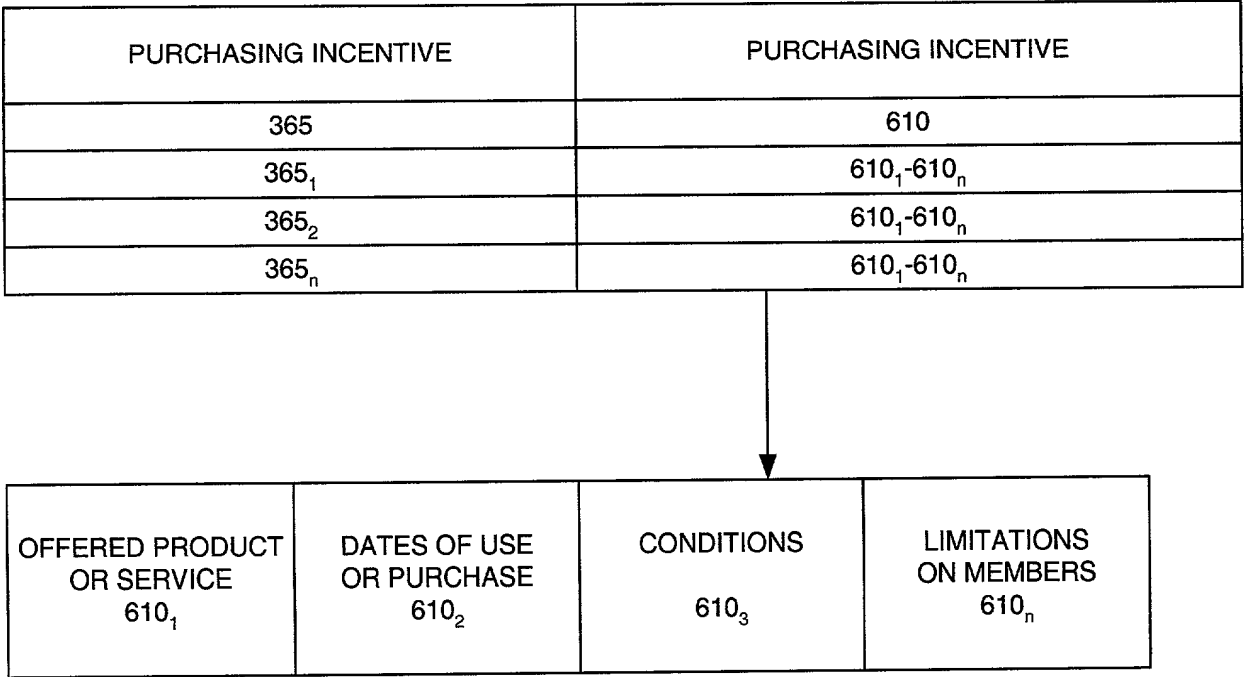 PURCHASING INCENTIVE PURCHASING INCENTIVE
365 610
365₁ 610₁-610ₙ
365₂ 610₁-610ₙ
365ₙ 610₁-610ₙ
OFFERED PRODUCT
OR SERVICE
610₁
DATES OF USE
OR PURCHASE
610₂
CONDITIONS
610₃
LIMITATIONS
ON MEMBERS
610ₙ